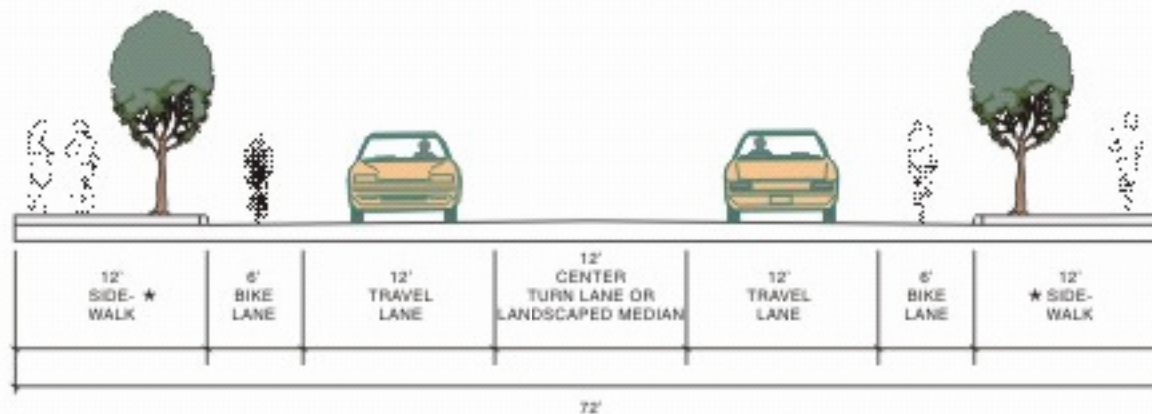 12'
SIDE- ★
WALK
6'
BIKE
LANE
12'
TRAVEL
LANE
12'
CENTER
TURN LANE OR
LANDSCAPED MEDIAN
12'
TRAVEL
LANE
6'
BIKE
LANE
12'
★ SIDE-
WALK
72'